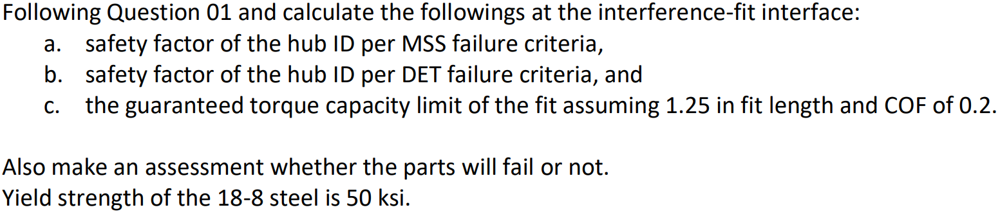 Following Question 01 and calculate the followings at the interference-fit interface:
a. safety factor of the hub ID per MSS failure criteria,
b. safety factor of the hub ID per DET failure criteria, and
c. the guaranteed torque capacity limit of the fit assuming 1.25 in fit length and COF of 0.2.
Also make an assessment whether the parts will fail or not.
Yield strength of the 18-8 steel is 50 ksi.